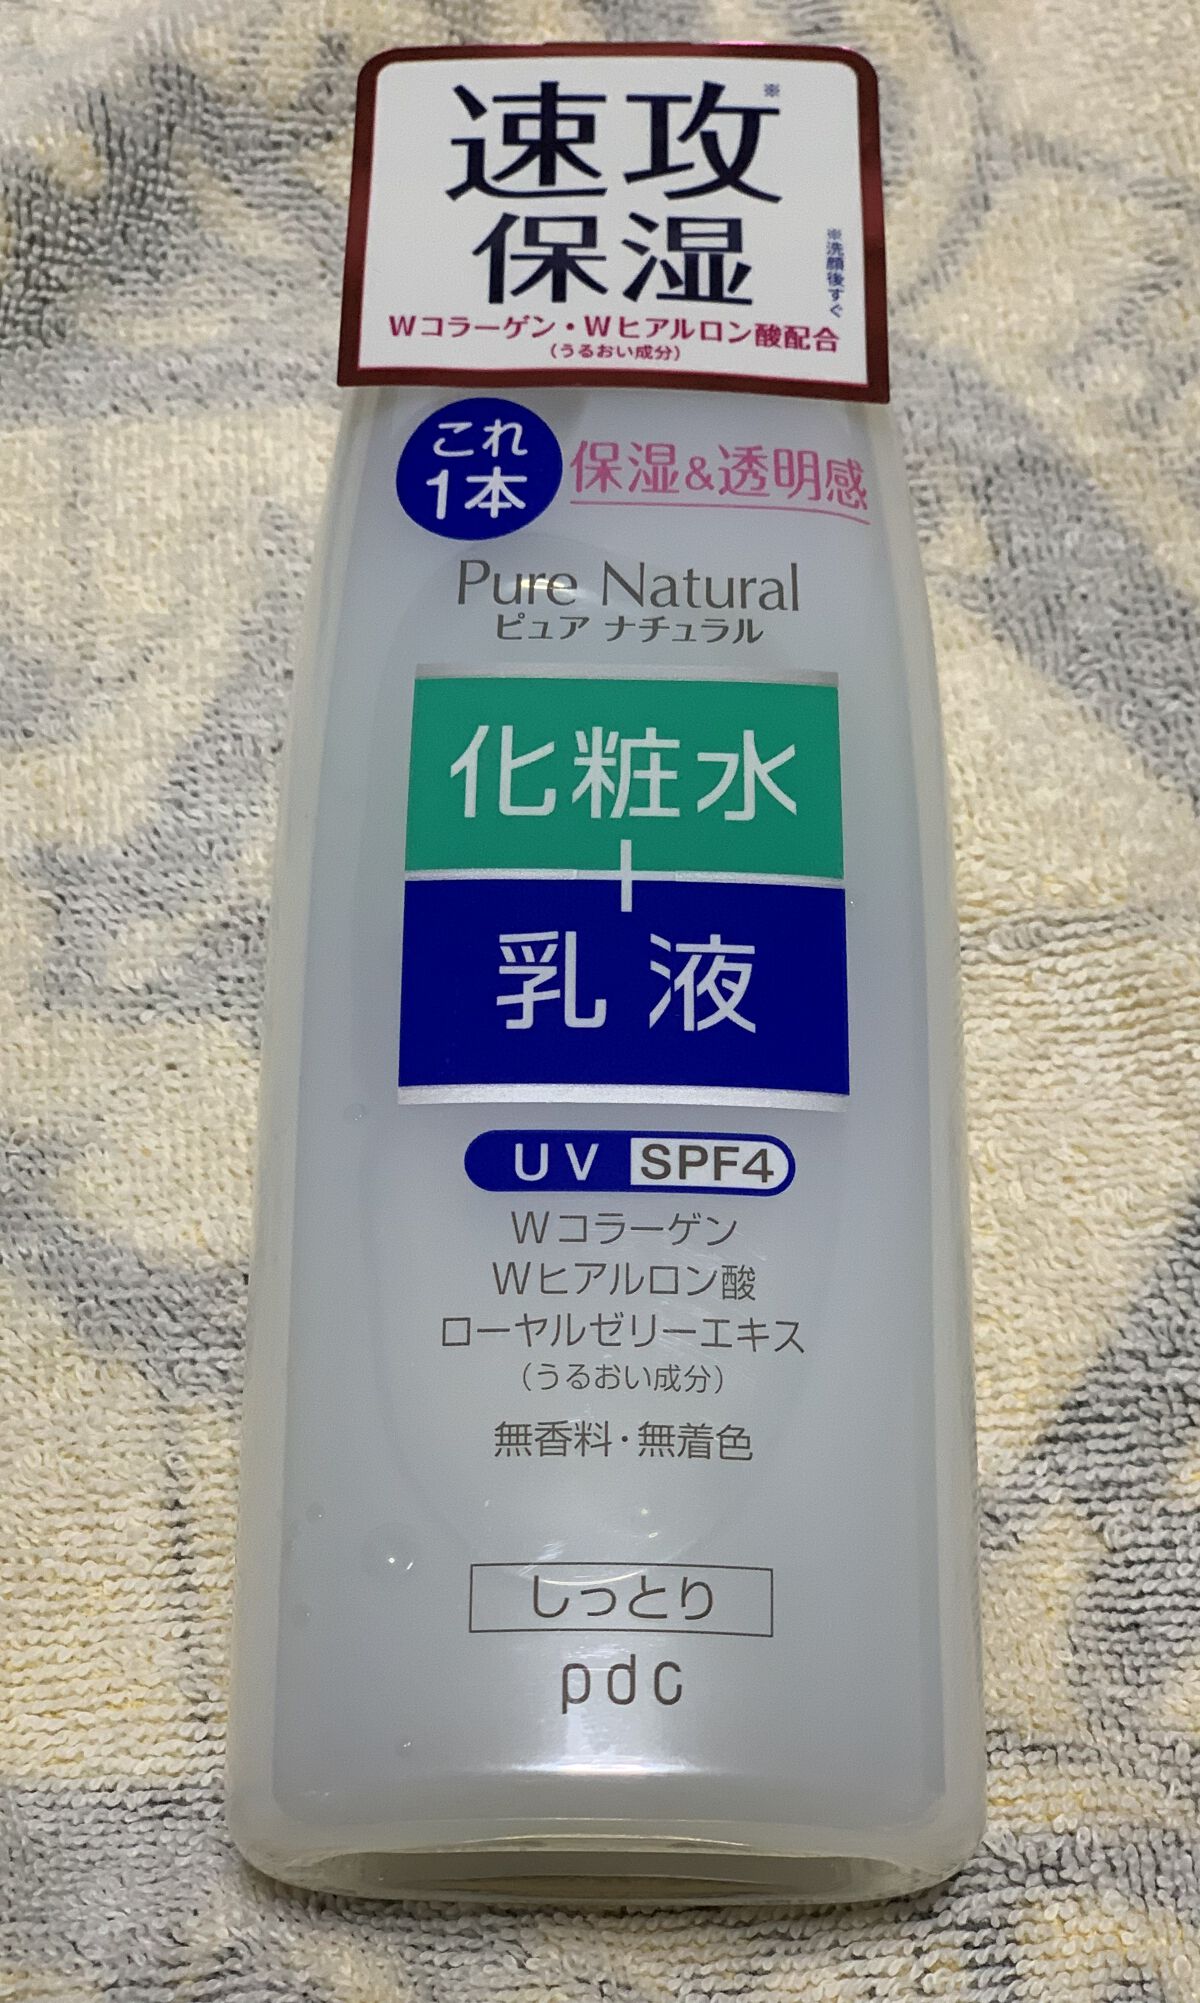 速攻※
保湿
※洗顔後すぐ
Wコラーゲン・Wヒアルロン酸配合
（うるおい成分）
これ
1本
保湿&透明感
Pure Natural
ピュア ナチュラル
化粧水
+
乳液
UV SPF4
Wコラーゲン
Wヒアルロン酸
ローヤルゼリーエキス
（うるおい成分）
無香料・無着色
しっとり
pdc